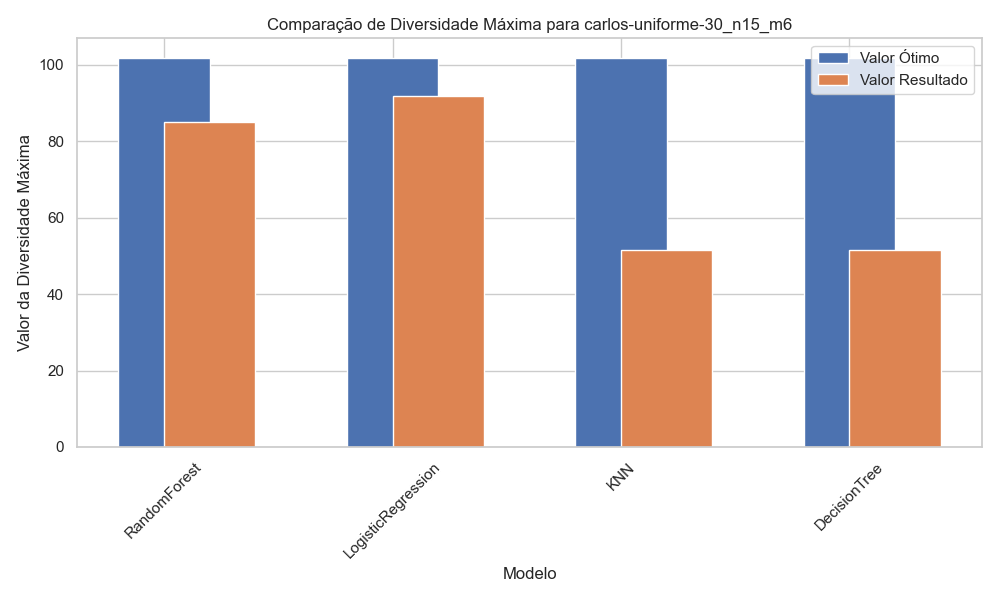 Comparação de Diversidade Máxima para carlos-uniforme-30_n15_m6
Valor Ótimo
Valor Resultado
Valor da Diversidade Máxima
100
80
60
40
20
0
RandomForest
LogisticRegression
KNN
DecisionTree
Modelo